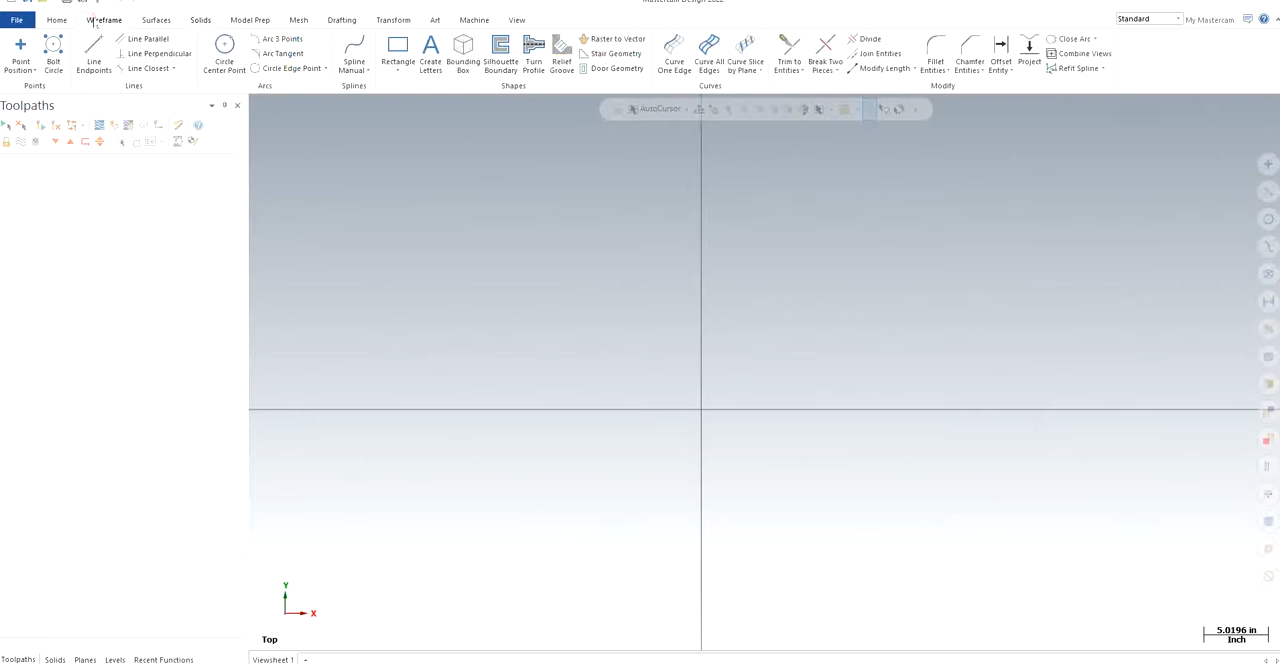 Mastercam Design 2022
File Home Wireframe Surfaces Solids Model Prep Mesh Drafting Transform Art Machine View Standard My Mastercam
Point Position
Bolt Circle
Points
Line Endpoints
Line Parallel
Line Perpendicular
Line Closest
Lines
Circle Center Point
Arc 3 Points
Arc Tangent
Circle Edge Point
Arcs
Spline Manual
Splines
Rectangle
Create Letters
Bounding Box
Silhouette Boundary
Turn Profile
Relief Groove
Raster to Vector
Stair Geometry
Door Geometry
Shapes
Curve One Edge
Curve All Edges
Curve Slice by Plane
Curves
Trim to Entities
Break Two Pieces
Divide
Join Entities
Modify Length
Fillet Entities
Chamfer Entities
Offset Entity
Project
Close Arc
Combine Views
Refit Spline
Modify
Toolpaths
AutoCursor
Y
X
Top
5.0196 in
Inch
Toolpaths Solids Planes Levels Recent Functions
Viewsheet 1